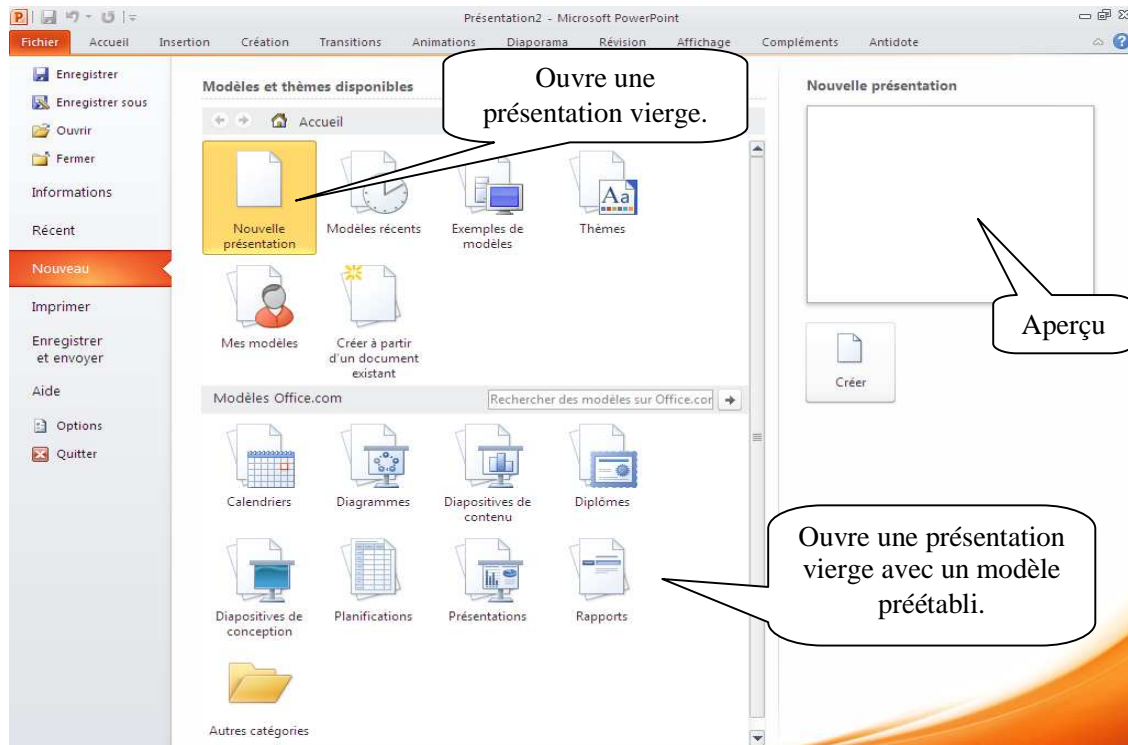 Présentation2 - Microsoft PowerPoint
Fichier Accueil Insertion Création Transitions Animations Diaporama Révision Affichage Compléments Antidote
Enregistrer
Enregistrer sous
Ouvrir
Fermer
Informations
Récent
Nouveau
Imprimer
Enregistrer
et envoyer
Aide
Options
Quitter
Modèles et thèmes disponibles
Accueil
Ouvre une
présentation vierge.
Nouvelle
présentation
Modèles récents
Exemples de
modèles
Aa
Thèmes
Mes modèles
Créer à partir
d'un document
existant
Modèles Office.com
Rechercher des modèles sur Office.cor
Calendriers
Diagrammes
Diapositives de
contenu
Diplômes
Diapositives de
conception
Planifications
Présentations
Rapports
Autres catégories
Ouvre une présentation
vierge avec un modèle
préétabli.
Nouvelle présentation
Aperçu
Créer